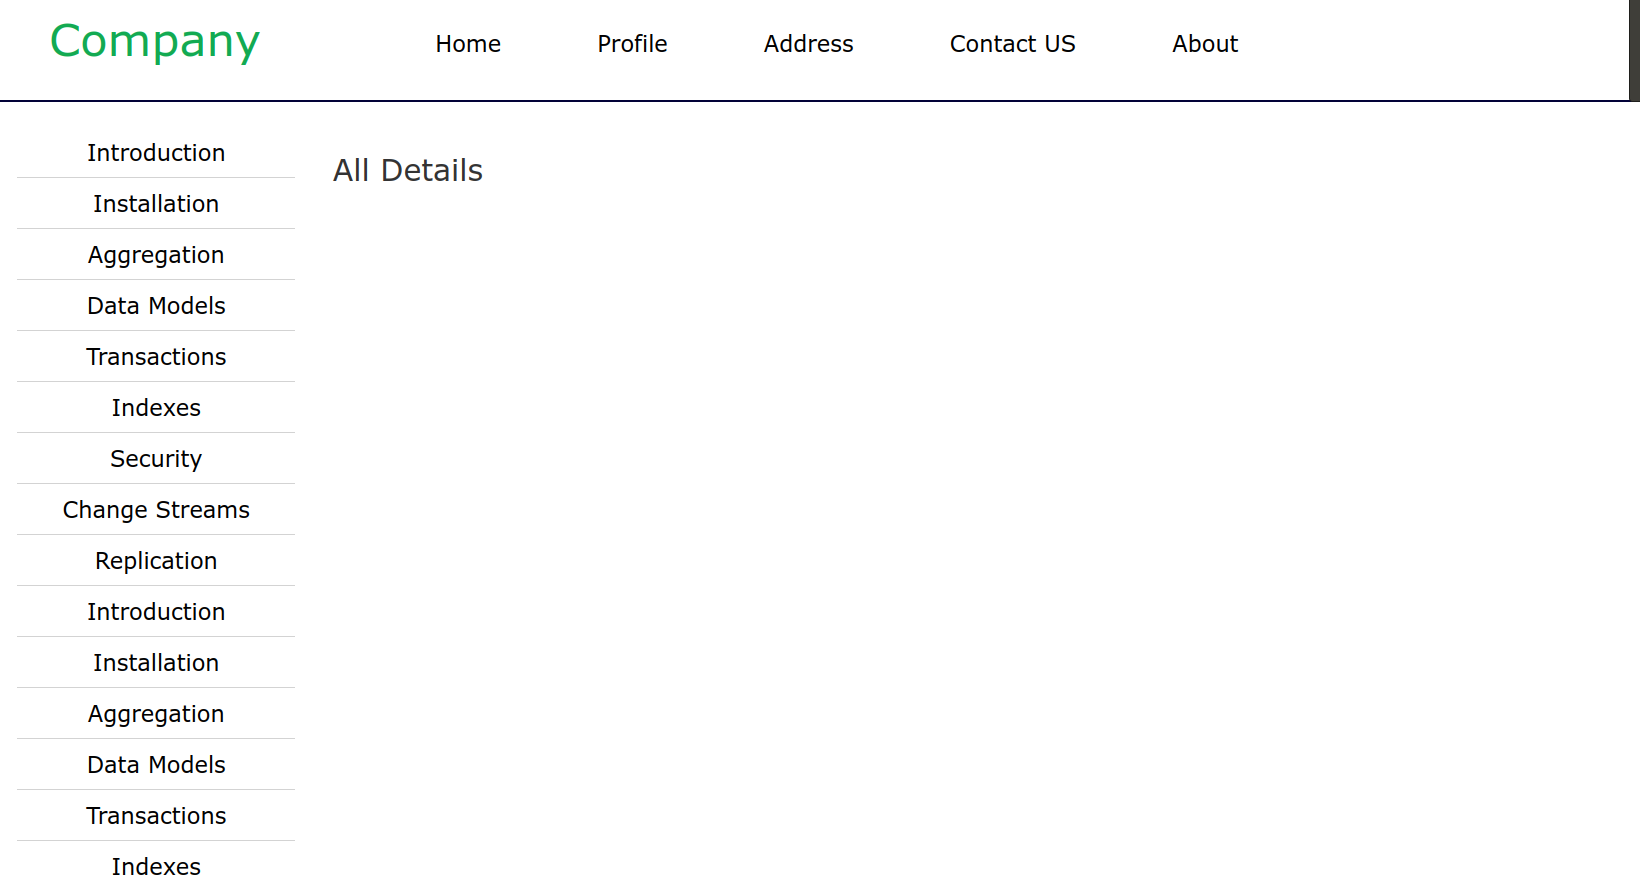 Company Home Profile Address Contact US About
Introduction
All Details
Installation
Aggregation
Data Models
Transactions
Indexes
Security
Change Streams
Replication
Introduction
Installation
Aggregation
Data Models
Transactions
Indexes